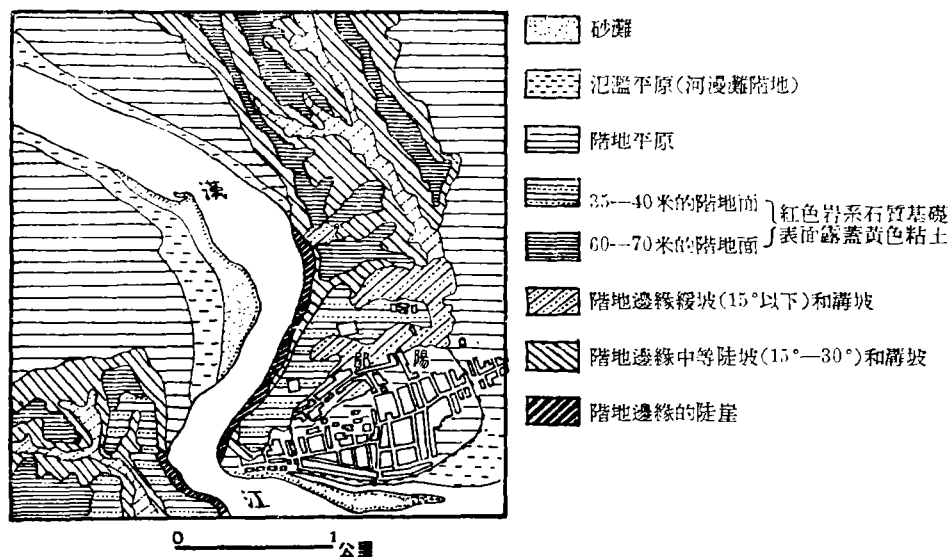 漢
鄖 陽
江
0 1
公里
砂灘
氾濫平原(河漫灘階地)
階地平原
35--40米的階地面
60--70米的階地面
紅色岩系石質基礎
表面露蓋黃色粘土
階地邊緣緩坡(15°以下)和溝坡
階地邊緣中等陡坡(15°—30°)和溝坡
階地邊緣的陡崖